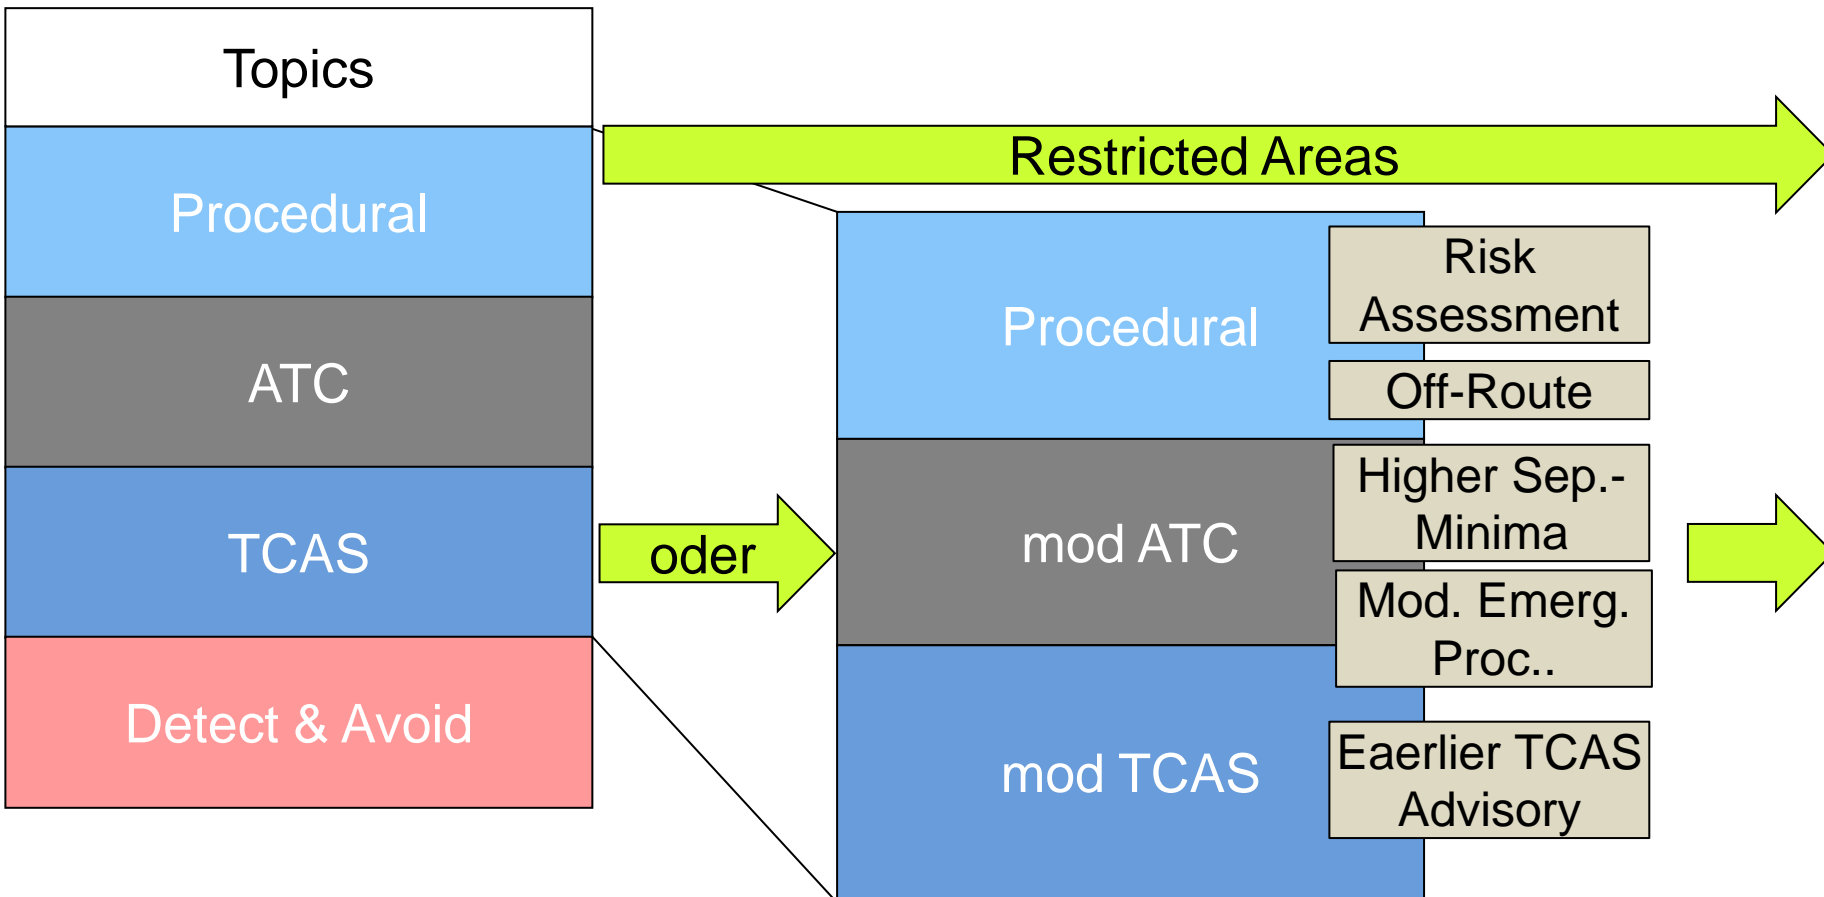 Topics
Procedural
ATC
TCAS
Detect & Avoid
Restricted Areas
oder
Procedural
mod ATC
mod TCAS
Risk
Assessment
Off-Route
Higher Sep.-
Minima
Mod. Emerg.
Proc..
Eaerlier TCAS
Advisory